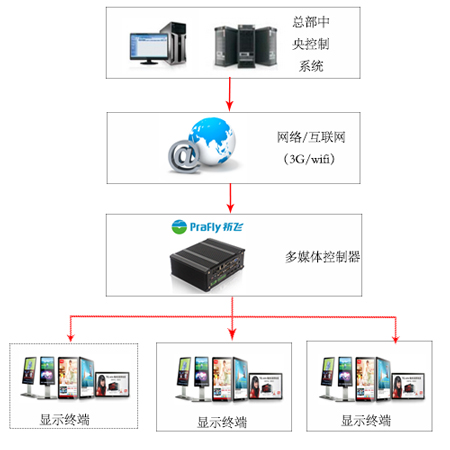 总部中
央控制
系统
网络/互联网
（3G/wifi）
PraFly 祈飞
多媒体控制器
显示终端
显示终端
显示终端